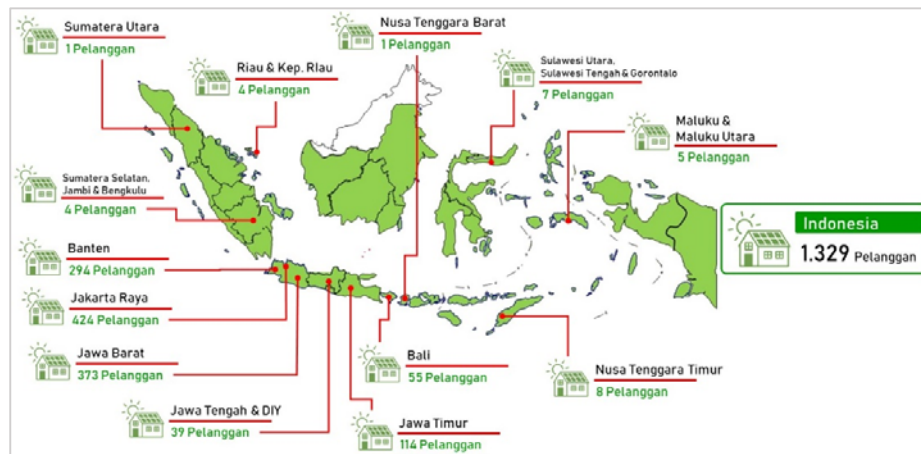 Sumatera Utara
1 Pelanggan
Nusa Tenggara Barat
1 Pelanggan
Riau & Kep. RIau
4 Pelanggan
Sulawesi Utara,
Sulawesi Tengah & Gorontalo
7 Pelanggan
Maluku &
Maluku Utara
5 Pelanggan
Sumatera Selatan,
Jambi & Bengkulu
4 Pelanggan
Indonesia
1.329 Pelanggan
Banten
294 Pelanggan
Jakarta Raya
424 Pelanggan
Jawa Barat
373 Pelanggan
Bali
55 Pelanggan
Nusa Tenggara Timur
8 Pelanggan
Jawa Tengah & DIY
39 Pelanggan
Jawa Timur
114 Pelanggan